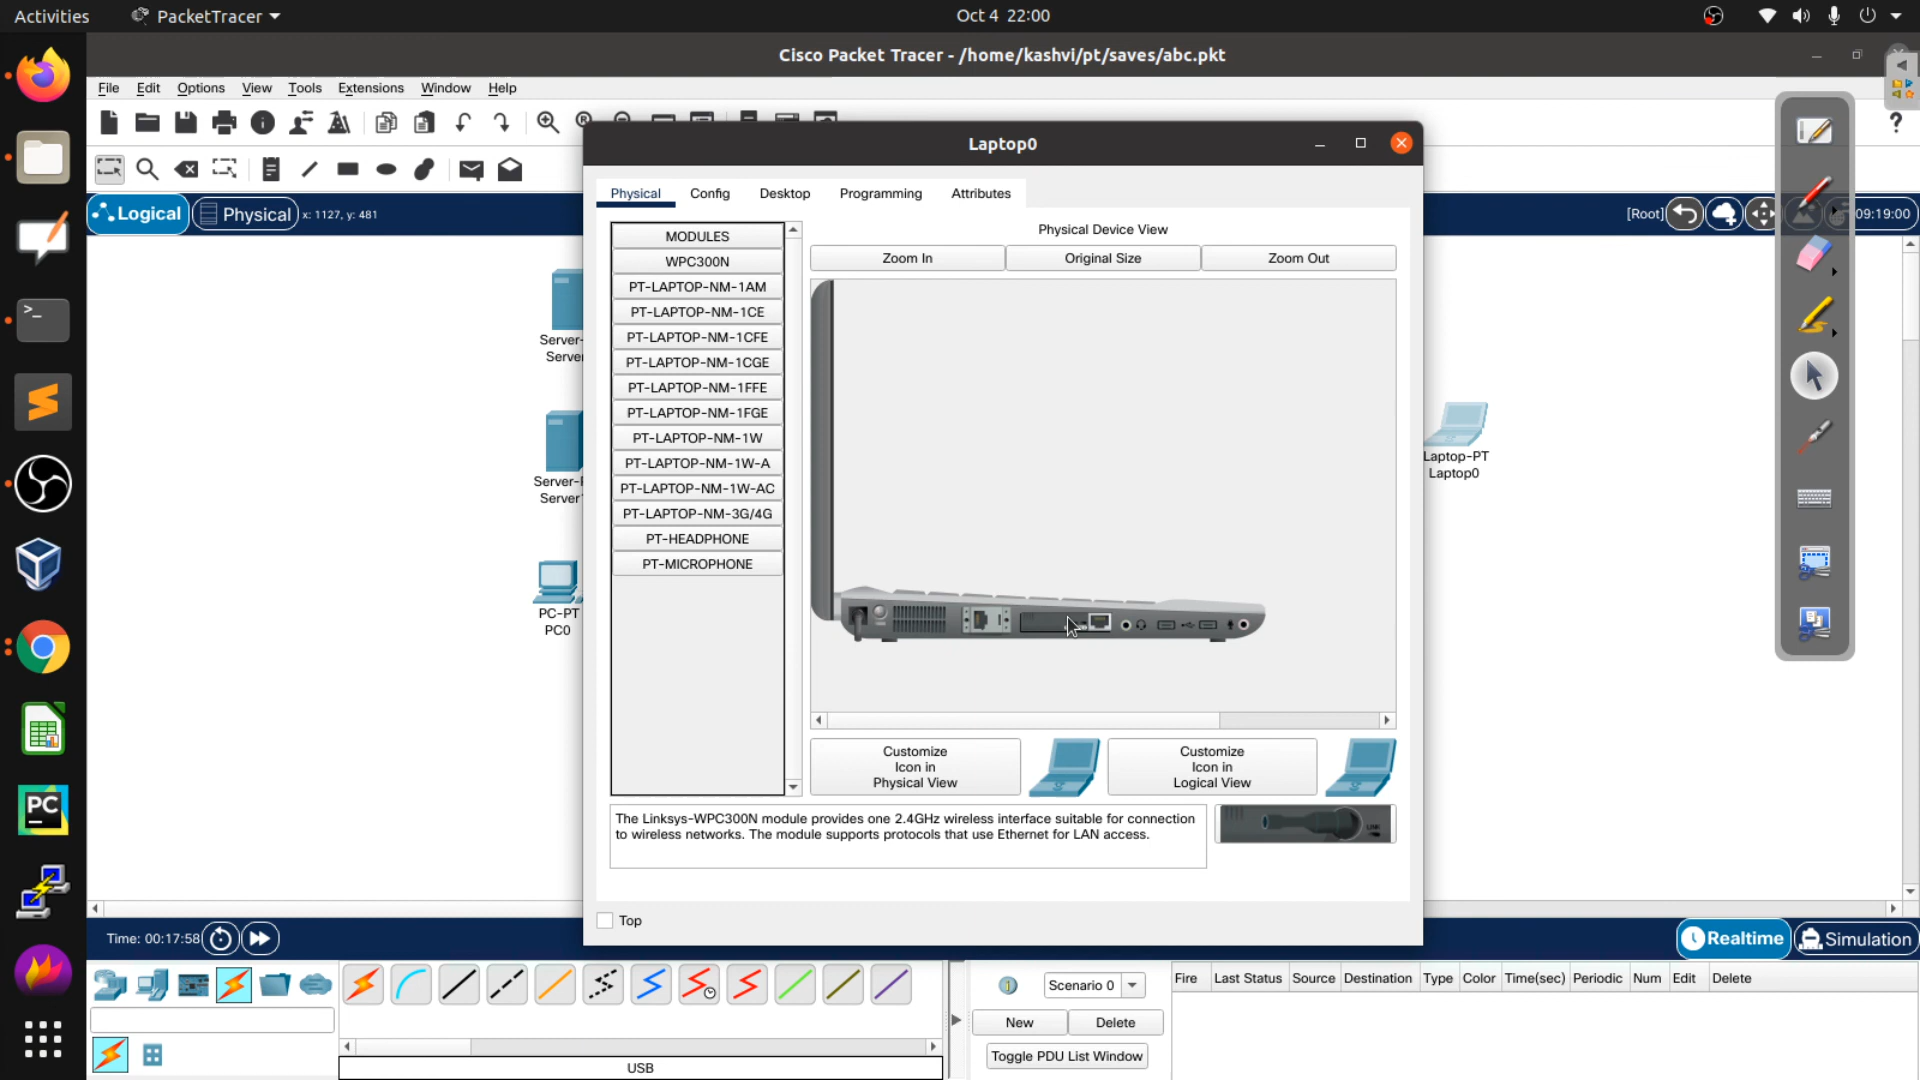 Activities
PacketTracer
Oct 4 22:00
Cisco Packet Tracer - /home/kashvi/pt/saves/abc.pkt
File Edit Options View Tools Extensions Window Help
?
Laptop0
Physical Config Desktop Programming Attributes
Logical
Physical
x: 1127, y: 481
[Root]
09:19:00
MODULES
WPC300N
PT-LAPTOP-NM-1AM
PT-LAPTOP-NM-1CE
PT-LAPTOP-NM-1CFE
PT-LAPTOP-NM-1CGE
PT-LAPTOP-NM-1FFE
PT-LAPTOP-NM-1FGE
PT-LAPTOP-NM-1W
PT-LAPTOP-NM-1W-A
PT-LAPTOP-NM-1W-AC
PT-LAPTOP-NM-3G/4G
PT-HEADPHONE
PT-MICROPHONE
Physical Device View
Zoom In
Original Size
Zoom Out
Server-
Serve
Server-
Server
PC-PT
PC0
Laptop-PT
Laptop0
Customize
Icon in
Physical View
Customize
Icon in
Logical View
The Linksys-WPC300N module provides one 2.4GHz wireless interface suitable for connection
to wireless networks. The module supports protocols that use Ethernet for LAN access.
LINK
Top
Time: 00:17:58
Realtime
Simulation
PC
Scenario 0
New
Delete
Toggle PDU List Window
Fire Last Status Source Destination Type Color Time(sec) Periodic Num Edit Delete
USB